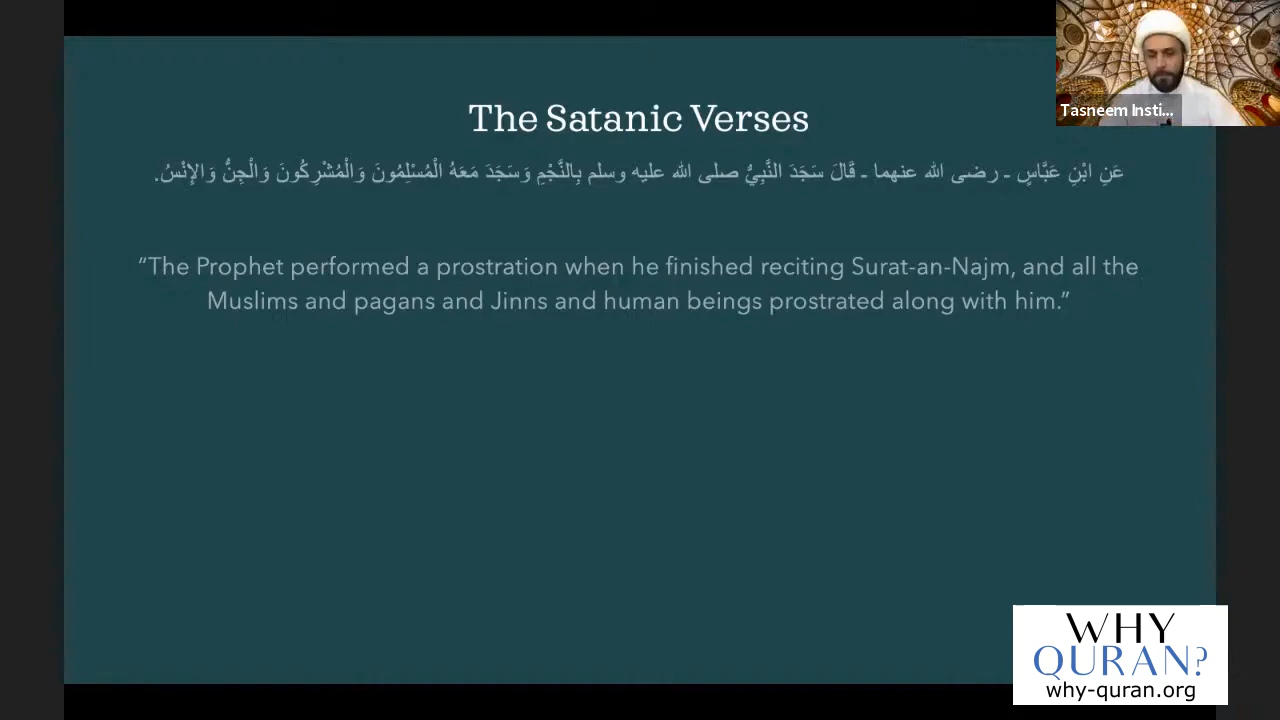 Tasneem Insti...
The Satanic Verses
عَنِ ابْنِ عَبَّاسٍ ـ رضى الله عنهما ـ قَالَ سَجَدَ النَّبِيُّ صلى الله عليه وسلم بِالنَّجْمِ وَسَجَدَ مَعَهُ الْمُسْلِمُونَ وَالْمُشْرِكُونَ وَالْجِنُّ وَالإِنْسُ.
“The Prophet performed a prostration when he finished reciting Surat-an-Najm, and all the
Muslims and pagans and Jinns and human beings prostrated along with him.”
WHY
QURAN?
why-quran.org